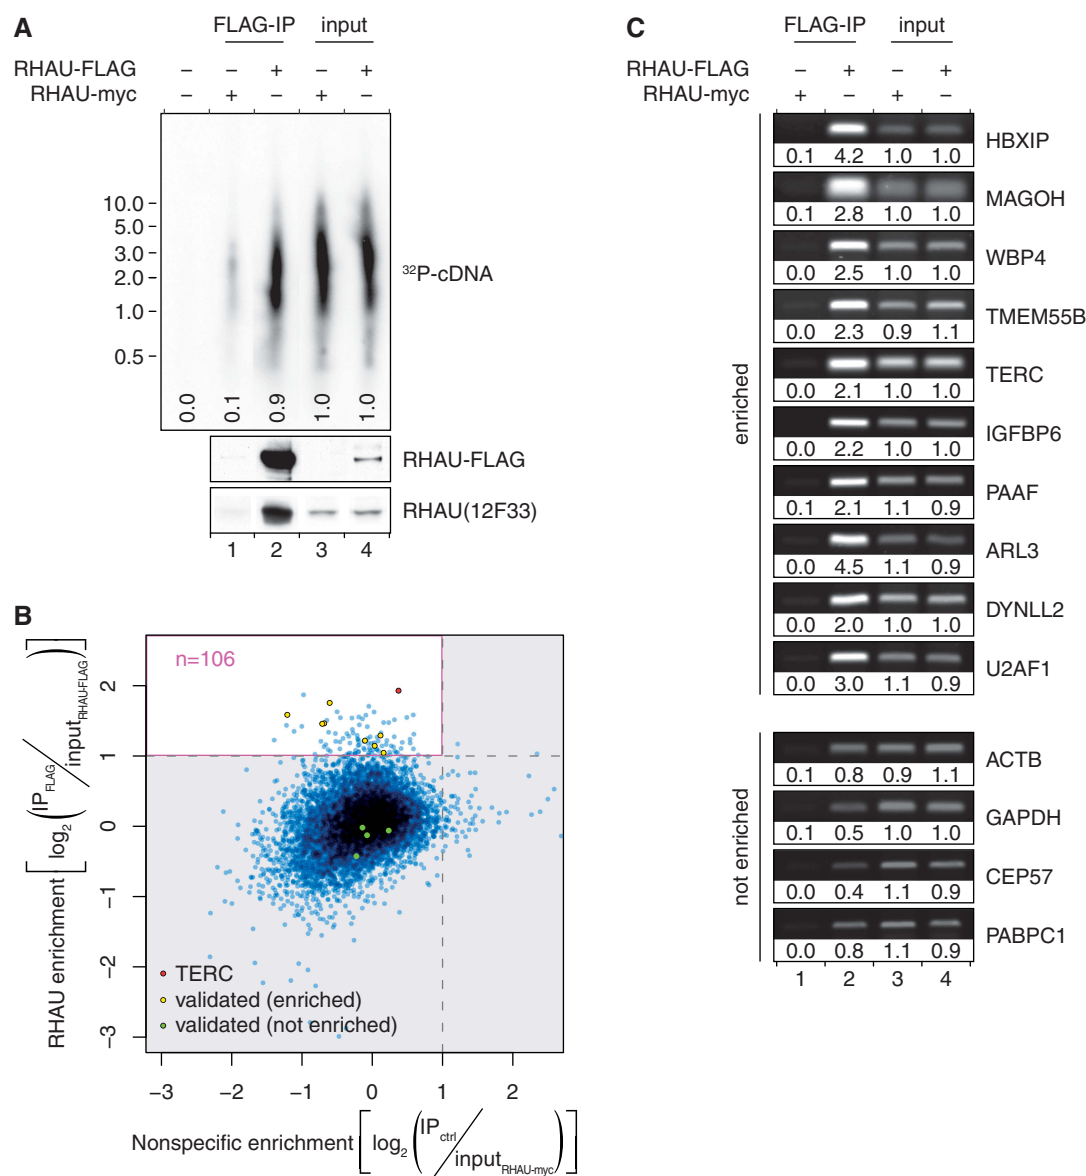 A
FLAG-IP input
RHAU-FLAG – – + – +
RHAU-myc – + – + –
10.0
5.0
3.0
2.0
1.0
0.5
32P-cDNA
0.0 0.1 0.9 1.0 1.0
RHAU-FLAG
RHAU(12F33)
1 2 3 4
B
RHAU enrichment [ log2 ( IPFLAG / inputRHAU-FLAG ) ]
n=106
2
1
0
–1
–2
–3
TERC
validated (enriched)
validated (not enriched)
–3 –2 –1 0 1 2
Nonspecific enrichment [ log2 ( IPctrl / inputRHAU-myc ) ]
C
FLAG-IP input
RHAU-FLAG – + – +
RHAU-myc + – + –
enriched
HBXIP
0.1 4.2 1.0 1.0
MAGOH
0.1 2.8 1.0 1.0
WBP4
0.0 2.5 1.0 1.0
TMEM55B
0.0 2.3 0.9 1.1
TERC
0.0 2.1 1.0 1.0
IGFBP6
0.0 2.2 1.0 1.0
PAAF
0.1 2.1 1.1 0.9
ARL3
0.0 4.5 1.1 0.9
DYNLL2
0.0 2.0 1.0 1.0
U2AF1
0.0 3.0 1.1 0.9
not enriched
ACTB
0.1 0.8 0.9 1.1
GAPDH
0.1 0.5 1.0 1.0
CEP57
0.0 0.4 1.1 0.9
PABPC1
0.0 0.8 1.1 0.9
1 2 3 4